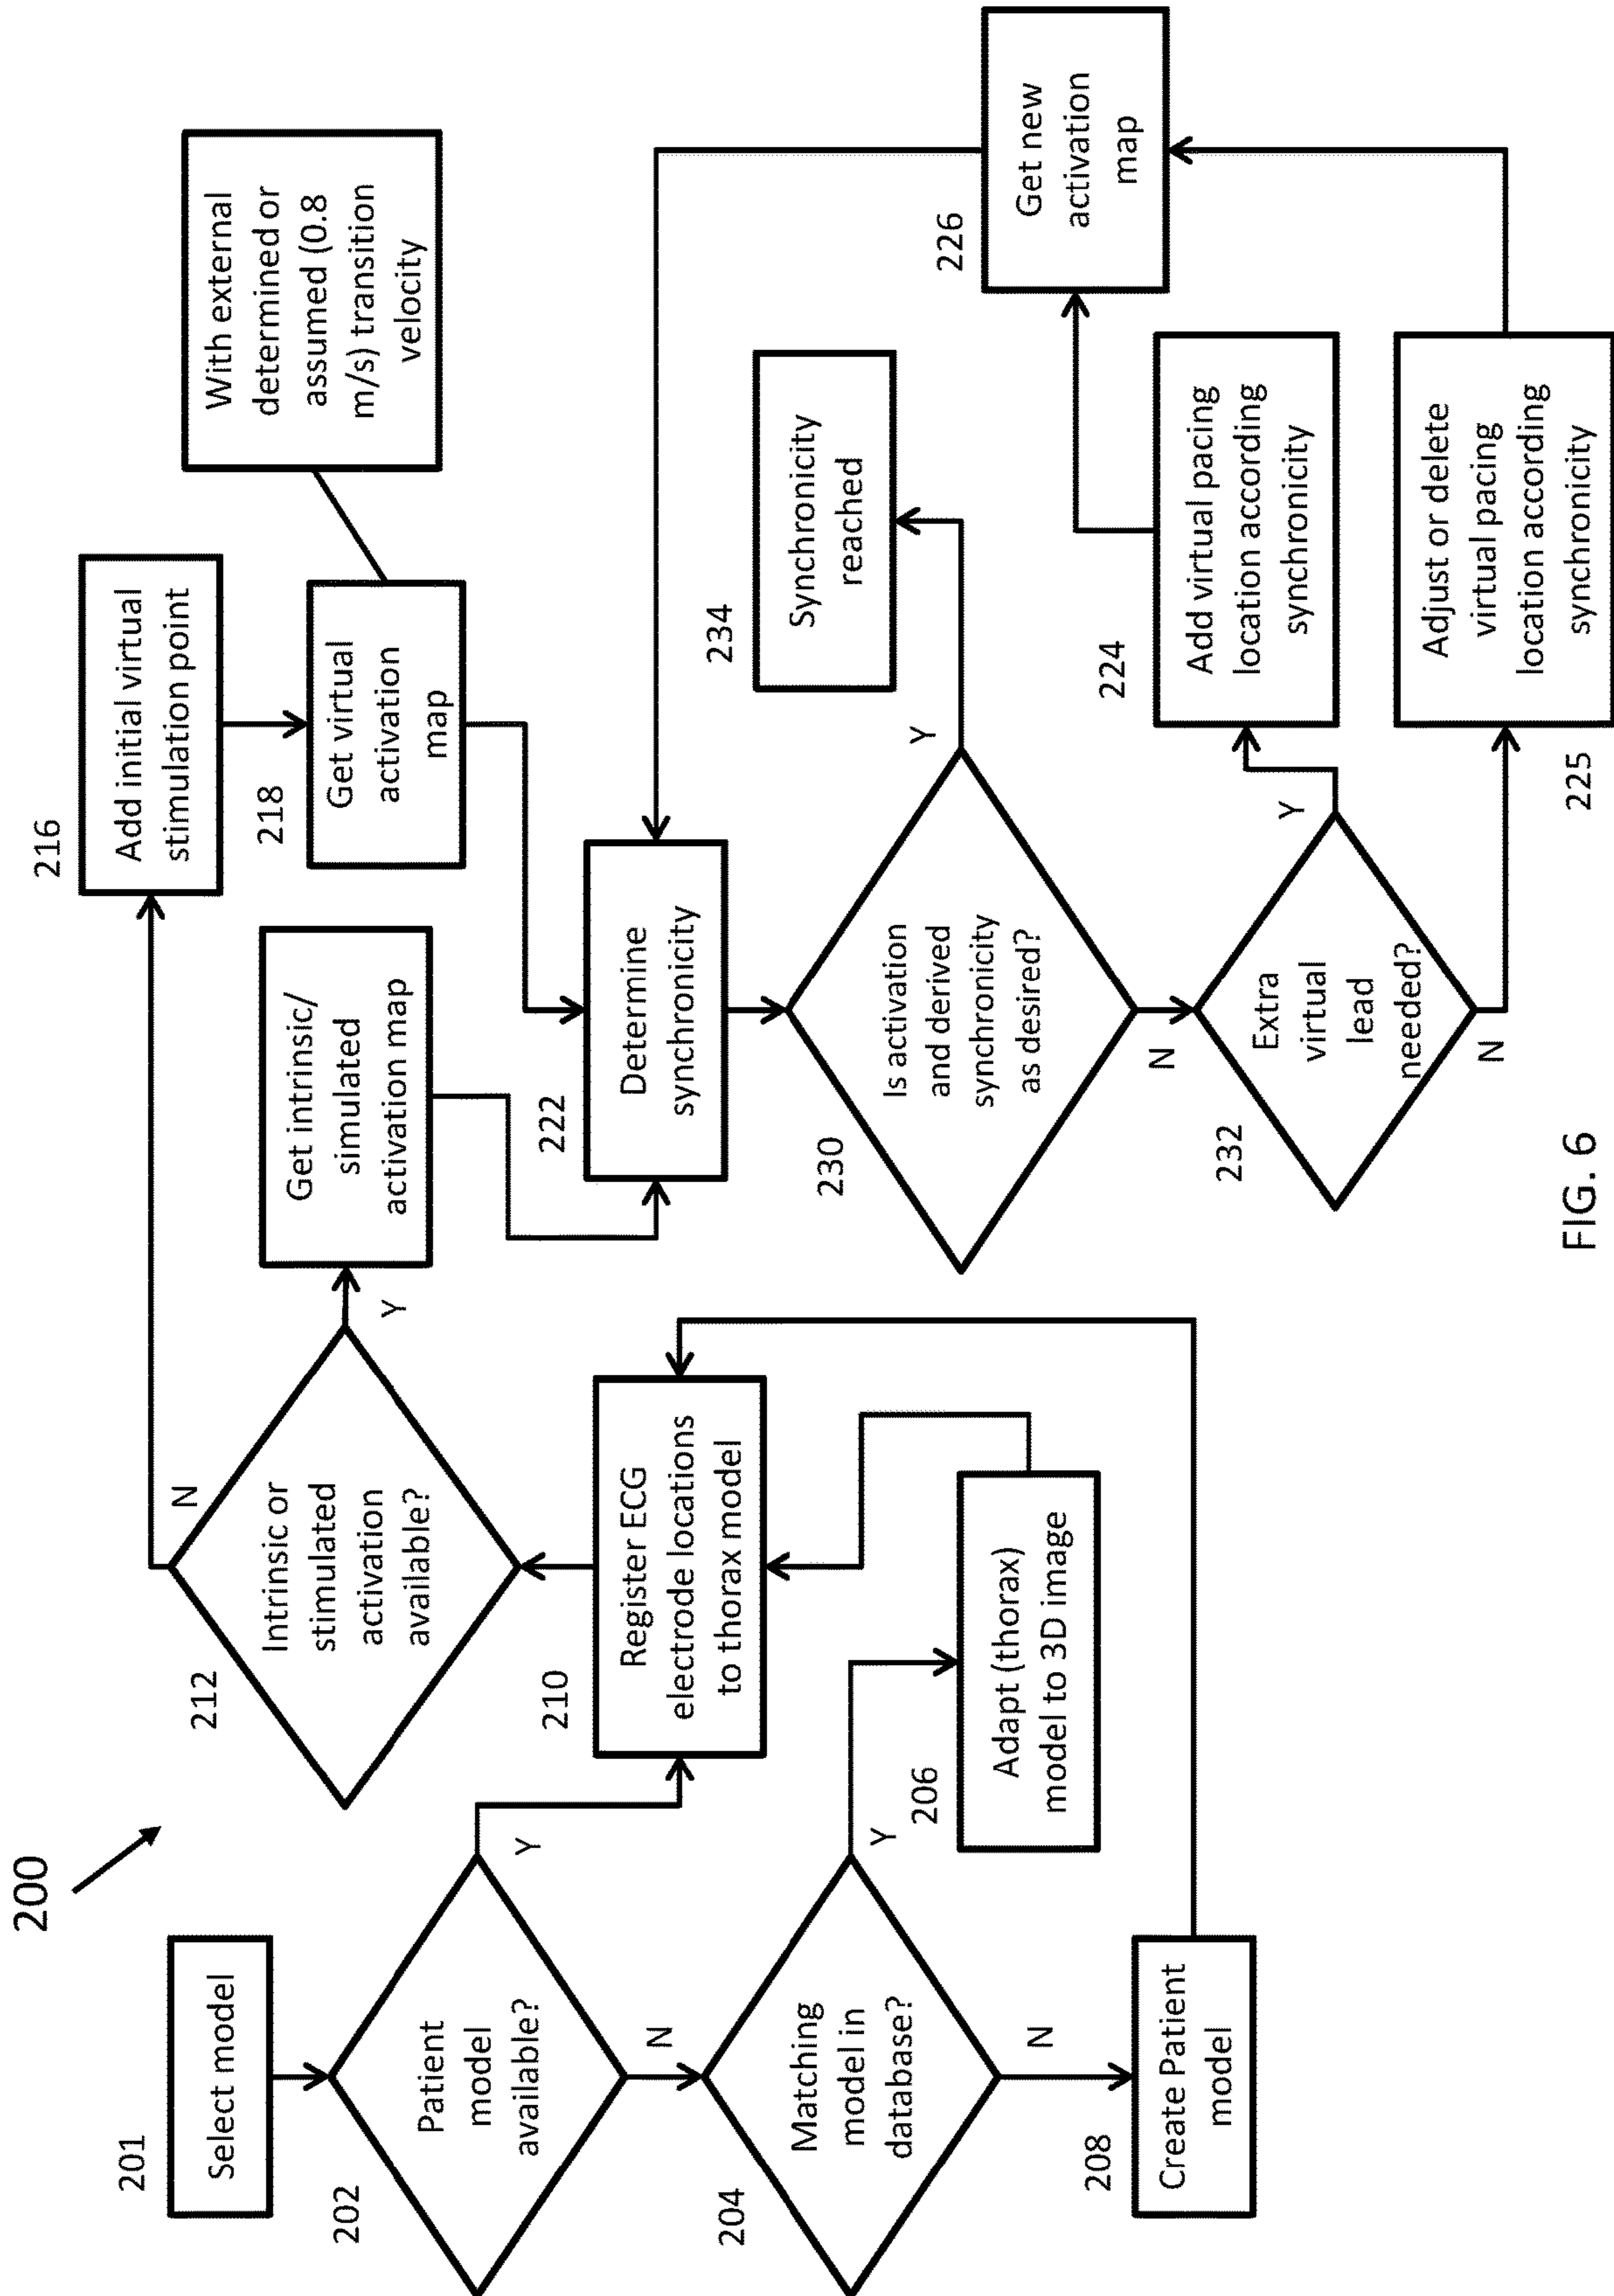 200
201
Select model
202
Patient
model
available?
Y
N
204
Matching
model in
database?
Y
N
206
Adapt (thorax)
model to 3D image
208
Create Patient
model
210
Register ECG
electrode locations
to thorax model
212
Intrinsic or
stimulated
activation
available?
N
Y
Get intrinsic/
simulated
activation map
216
Add initial virtual
stimulation point
218
Get virtual
activation
map
With external
determined or
assumed (0.8
m/s) transition
velocity
222
Determine
synchronicity
230
Is activation
and derived
synchronicity
as desired?
Y
N
234
Synchronicity
reached
232
Extra
virtual
lead
needed?
Y
N
224
Add virtual pacing
location according
synchronicity
225
Adjust or delete
virtual pacing
location according
synchronicity
226
Get new
activation
map
FIG. 6